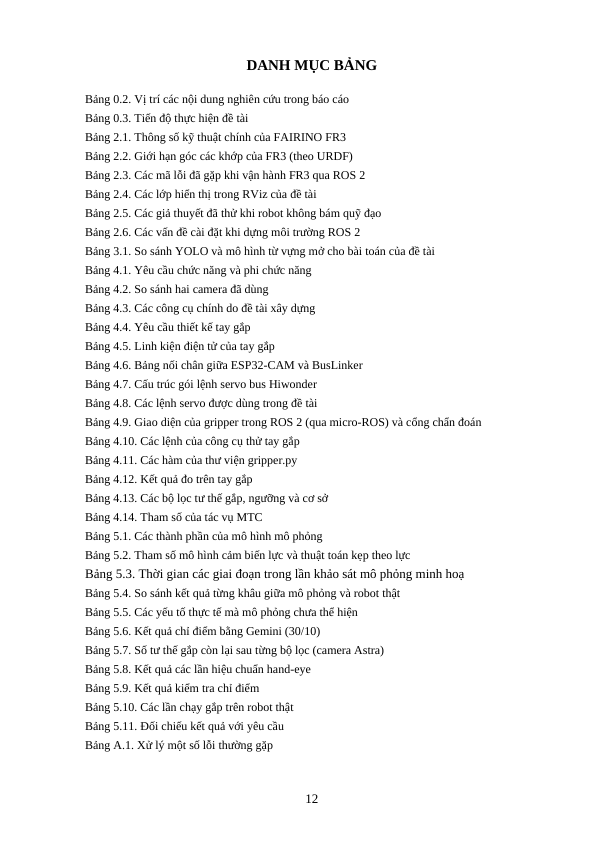 DANH MỤC BẢNG
Bảng 0.2. Vị trí các nội dung nghiên cứu trong báo cáo
Bảng 0.3. Tiến độ thực hiện đề tài
Bảng 2.1. Thông số kỹ thuật chính của FAIRINO FR3
Bảng 2.2. Giới hạn góc các khớp của FR3 (theo URDF)
Bảng 2.3. Các mã lỗi đã gặp khi vận hành FR3 qua ROS 2
Bảng 2.4. Các lớp hiển thị trong RViz của đề tài
Bảng 2.5. Các giả thuyết đã thử khi robot không bám quỹ đạo
Bảng 2.6. Các vấn đề cài đặt khi dựng môi trường ROS 2
Bảng 3.1. So sánh YOLO và mô hình từ vựng mở cho bài toán của đề tài
Bảng 4.1. Yêu cầu chức năng và phi chức năng
Bảng 4.2. So sánh hai camera đã dùng
Bảng 4.3. Các công cụ chính do đề tài xây dựng
Bảng 4.4. Yêu cầu thiết kế tay gắp
Bảng 4.5. Linh kiện điện tử của tay gắp
Bảng 4.6. Bảng nối chân giữa ESP32-CAM và BusLinker
Bảng 4.7. Cấu trúc gói lệnh servo bus Hiwonder
Bảng 4.8. Các lệnh servo được dùng trong đề tài
Bảng 4.9. Giao diện của gripper trong ROS 2 (qua micro-ROS) và cổng chẩn đoán
Bảng 4.10. Các lệnh của công cụ thử tay gắp
Bảng 4.11. Các hàm của thư viện gripper.py
Bảng 4.12. Kết quả đo trên tay gắp
Bảng 4.13. Các bộ lọc tư thế gắp, ngưỡng và cơ sở
Bảng 4.14. Tham số của tác vụ MTC
Bảng 5.1. Các thành phần của mô hình mô phỏng
Bảng 5.2. Tham số mô hình cảm biến lực và thuật toán kẹp theo lực
Bảng 5.3. Thời gian các giai đoạn trong lần khảo sát mô phỏng minh hoạ
Bảng 5.4. So sánh kết quả từng khâu giữa mô phỏng và robot thật
Bảng 5.5. Các yếu tố thực tế mà mô phỏng chưa thể hiện
Bảng 5.6. Kết quả chỉ điểm bằng Gemini (30/10)
Bảng 5.7. Số tư thế gắp còn lại sau từng bộ lọc (camera Astra)
Bảng 5.8. Kết quả các lần hiệu chuẩn hand-eye
Bảng 5.9. Kết quả kiểm tra chỉ điểm
Bảng 5.10. Các lần chạy gắp trên robot thật
Bảng 5.11. Đối chiếu kết quả với yêu cầu
Bảng A.1. Xử lý một số lỗi thường gặp
12